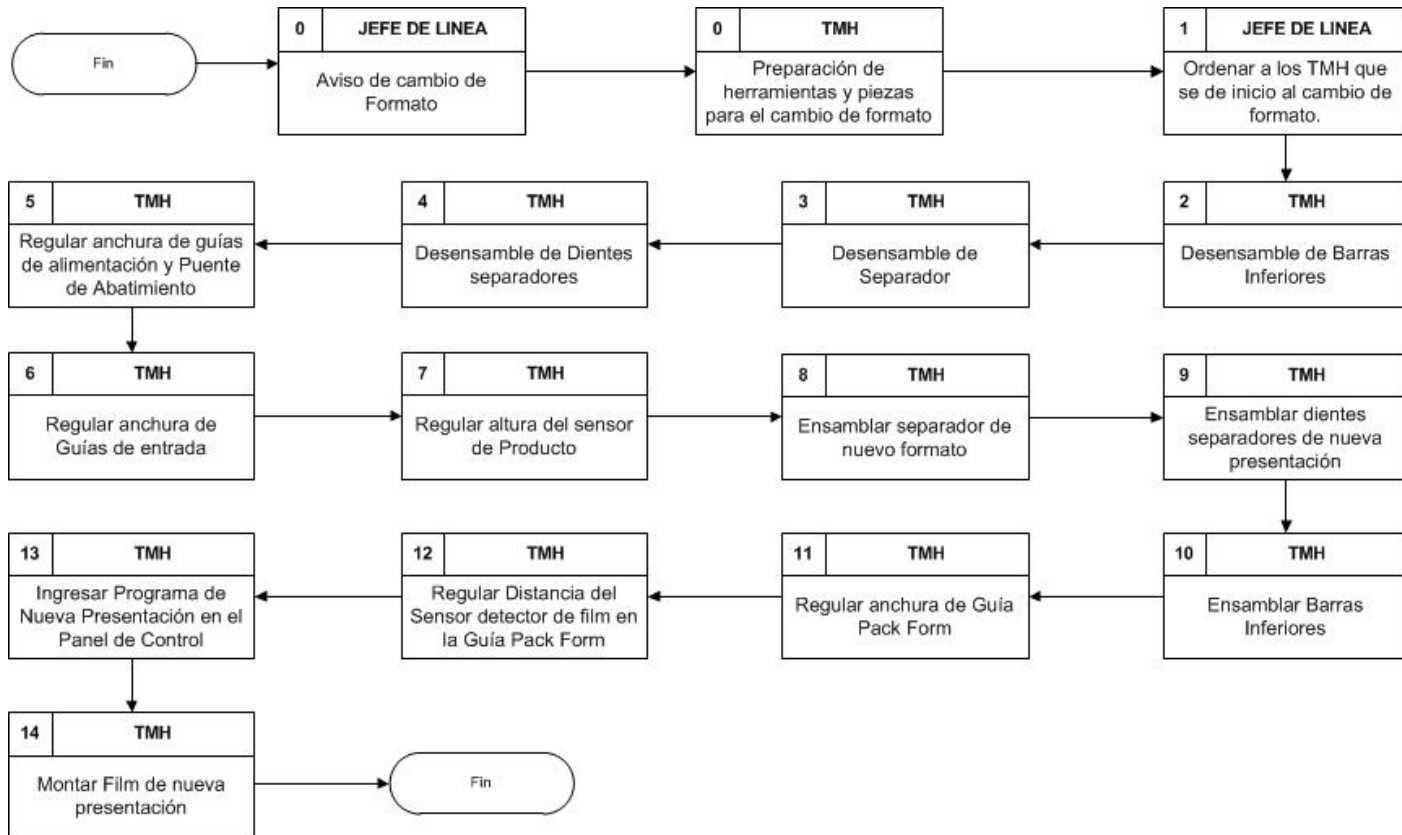 Fin
0 JEFE DE LINEA
Aviso de cambio de
Formato
0 TMH
Preparación de
herramientas y piezas
para el cambio de formato
1 JEFE DE LINEA
Ordenar a los TMH que
se de inicio al cambio de
formato.
2 TMH
Desensamble de Barras
Inferiores
3 TMH
Desensamble de
Separador
4 TMH
Desensamble de Dientes
separadores
5 TMH
Regular anchura de guías
de alimentación y Puente
de Abatimiento
6 TMH
Regular anchura de
Guías de entrada
7 TMH
Regular altura del sensor
de Producto
8 TMH
Ensamblar separador de
nuevo formato
9 TMH
Ensamblar dientes
separadores de nueva
presentación
10 TMH
Ensamblar Barras
Inferiores
11 TMH
Regular anchura de Guía
Pack Form
12 TMH
Regular Distancia del
Sensor detector de film en
la Guía Pack Form
13 TMH
Ingresar Programa de
Nueva Presentación en el
Panel de Control
14 TMH
Montar Film de nueva
presentación
Fin